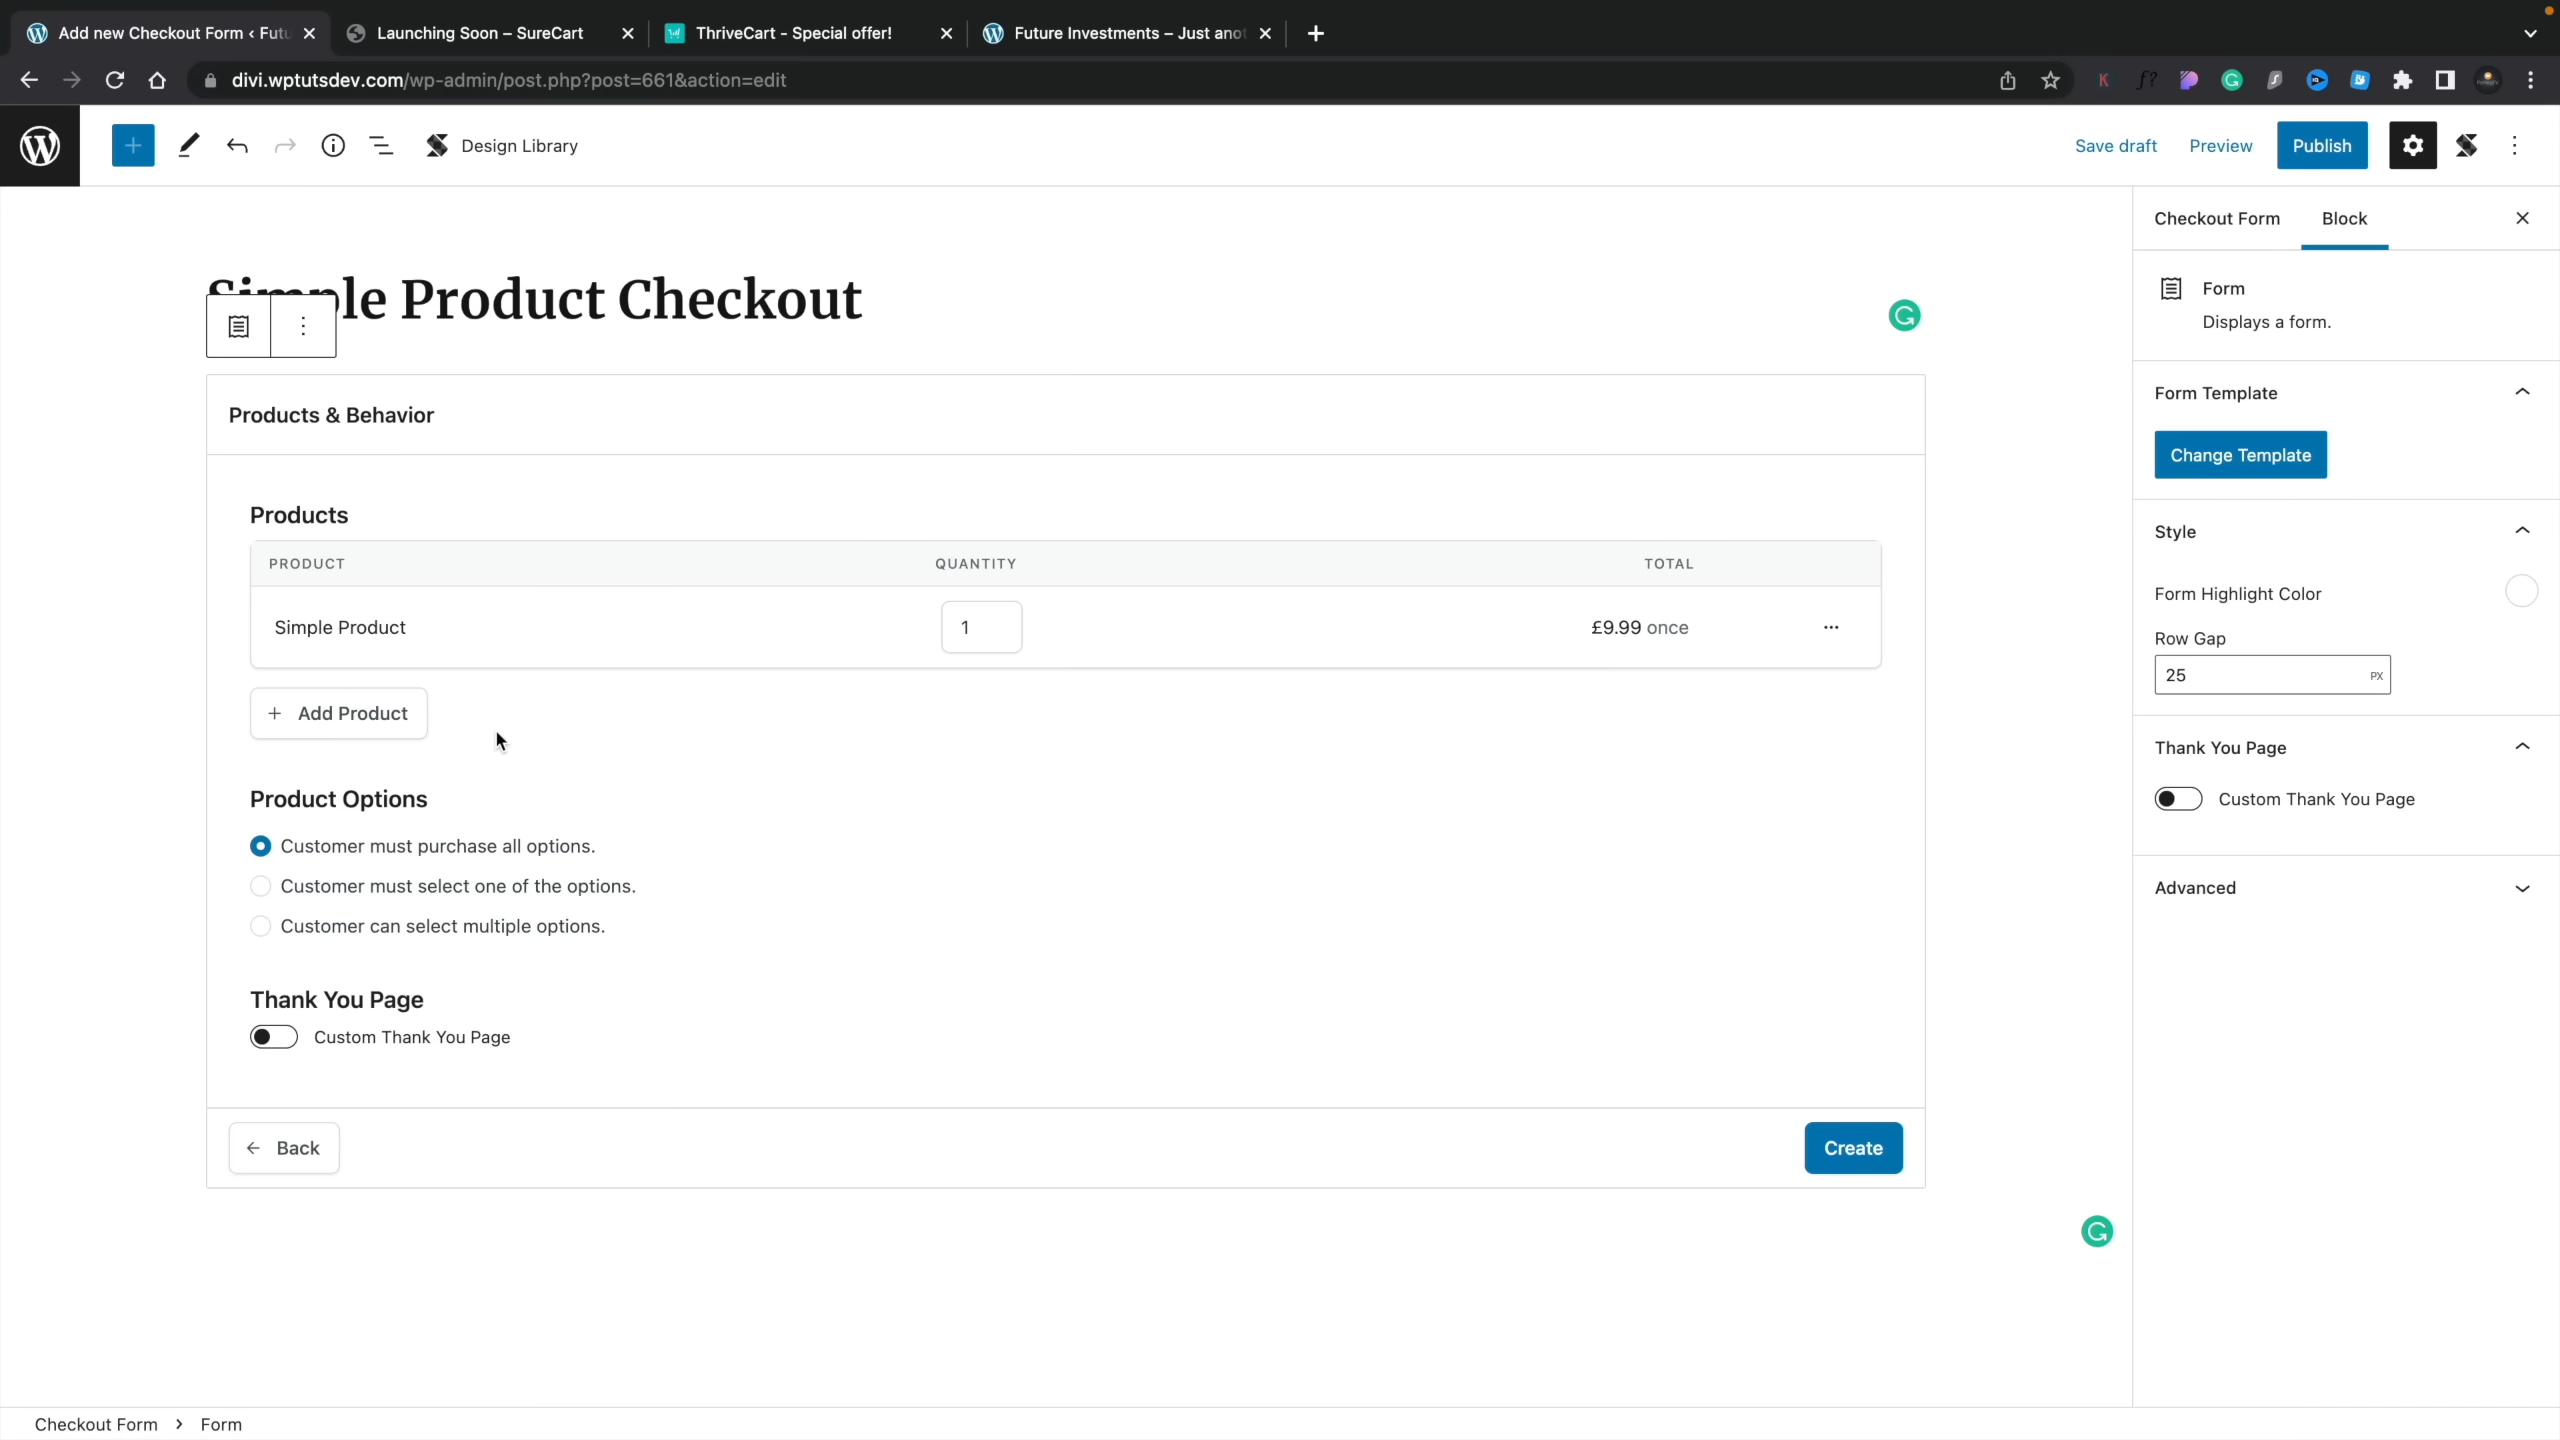 Add new Checkout Form ‹ Futu
Launching Soon – SureCart
ThriveCart - Special offer!
Future Investments – Just anot
divi.wptutsdev.com/wp-admin/post.php?post=661&action=edit
Design Library
Save draft
Preview
Publish
Simple Product Checkout
Products & Behavior
Products
PRODUCT
QUANTITY
TOTAL
Simple Product
1
£9.99 once
+ Add Product
Product Options
Customer must purchase all options.
Customer must select one of the options.
Customer can select multiple options.
Thank You Page
Custom Thank You Page
Back
Create
Checkout Form
Block
Form
Displays a form.
Form Template
Change Template
Style
Form Highlight Color
Row Gap
25 PX
Thank You Page
Custom Thank You Page
Advanced
Checkout Form › Form